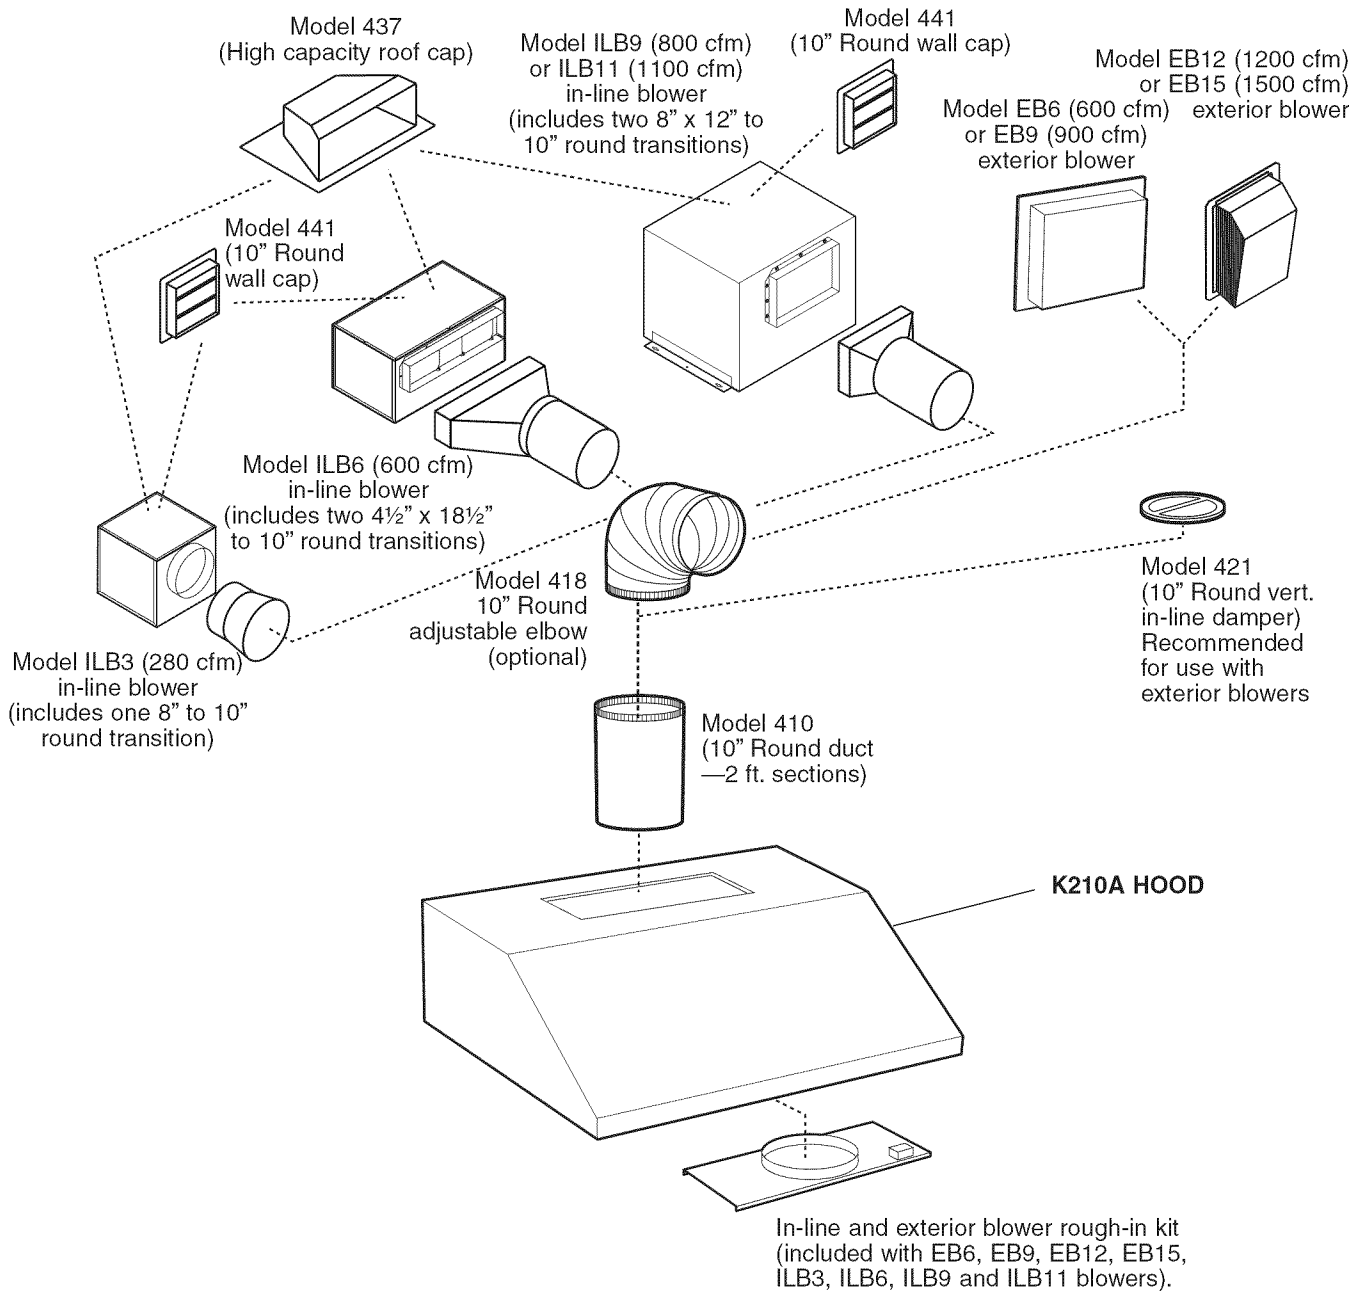 Model 437
(High capacity roof cap)
Model ILB9 (800 cfm)
or ILB11 (1100 cfm)
in-line blower
(includes two 8” x 12” to
10” round transitions)
Model 441
(10” Round wall cap)
Model EB12 (1200 cfm)
or EB15 (1500 cfm)
exterior blower
Model EB6 (600 cfm)
or EB9 (900 cfm)
exterior blower
Model 441
(10” Round
wall cap)
Model ILB6 (600 cfm)
in-line blower
(includes two 4½” x 18½”
to 10” round transitions)
Model 418
10” Round
adjustable elbow
(optional)
Model 421
(10” Round vert.
in-line damper)
Recommended
for use with
exterior blowers
Model ILB3 (280 cfm)
in-line blower
(includes one 8” to 10”
round transition)
Model 410
(10” Round duct
—2 ft. sections)
K210A HOOD
In-line and exterior blower rough-in kit
(included with EB6, EB9, EB12, EB15,
ILB3, ILB6, ILB9 and ILB11 blowers).